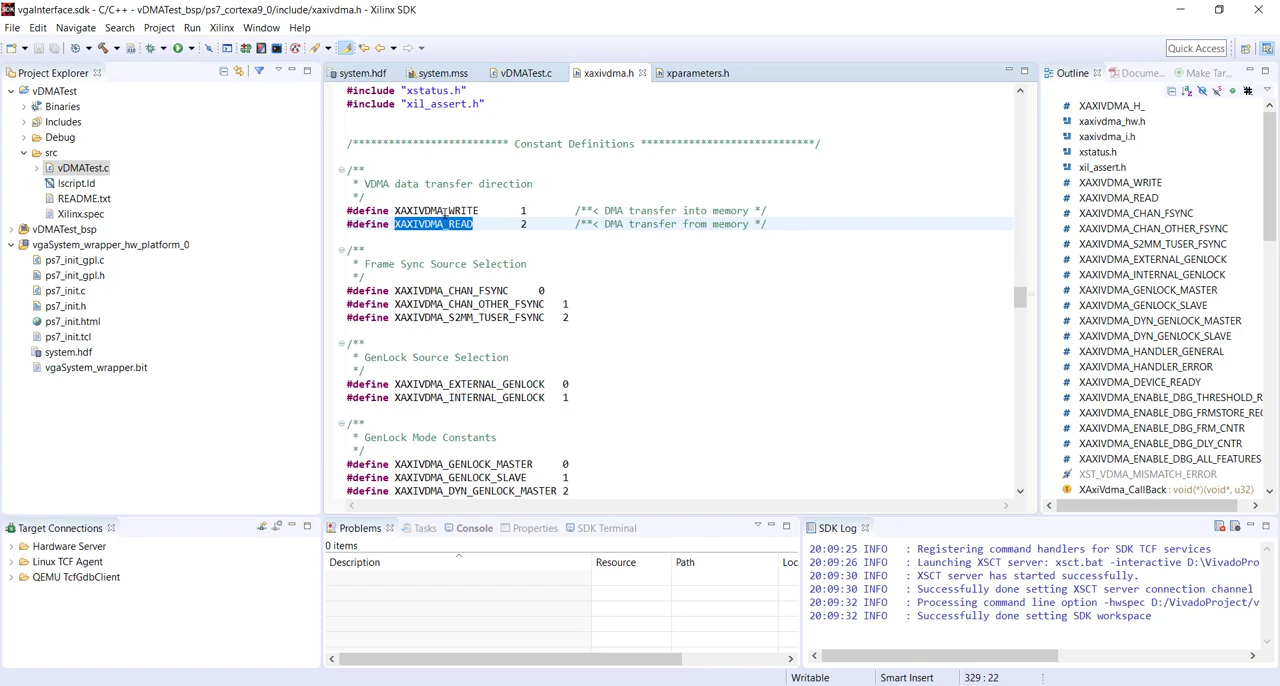 vgaInterface.sdk - C/C++ - vDMATest_bsp/ps7_cortexa9_0/include/xaxivdma.h - Xilinx SDK
File Edit Navigate Search Project Run Xilinx Window Help
Quick Access
Project Explorer
vDMATest
Binaries
Includes
Debug
src
vDMATest.c
lscript.ld
README.txt
Xilinx.spec
vDMATest_bsp
vgaSystem_wrapper_hw_platform_0
ps7_init_gpl.c
ps7_init_gpl.h
ps7_init.c
ps7_init.h
ps7_init.html
ps7_init.tcl
system.hdf
vgaSystem_wrapper.bit
system.hdf system.mss vDMATest.c xaxivdma.h xparameters.h
#include "xstatus.h"
#include "xil_assert.h"
/************************** Constant Definitions ****************************/
/**
* VDMA data transfer direction
*/
#define XAXIVDMA_WRITE 1 /**< DMA transfer into memory */
#define XAXIVDMA_READ 2 /**< DMA transfer from memory */
/**
* Frame Sync Source Selection
*/
#define XAXIVDMA_CHAN_FSYNC 0
#define XAXIVDMA_CHAN_OTHER_FSYNC 1
#define XAXIVDMA_S2MM_TUSER_FSYNC 2
/**
* GenLock Source Selection
*/
#define XAXIVDMA_EXTERNAL_GENLOCK 0
#define XAXIVDMA_INTERNAL_GENLOCK 1
/**
* GenLock Mode Constants
*/
#define XAXIVDMA_GENLOCK_MASTER 0
#define XAXIVDMA_GENLOCK_SLAVE 1
#define XAXIVDMA_DYN_GENLOCK_MASTER 2
Outline Docume... Make Tar...
XAXIVDMA_H_
xaxivdma_hw.h
xaxivdma_i.h
xstatus.h
xil_assert.h
XAXIVDMA_WRITE
XAXIVDMA_READ
XAXIVDMA_CHAN_FSYNC
XAXIVDMA_CHAN_OTHER_FSYNC
XAXIVDMA_S2MM_TUSER_FSYNC
XAXIVDMA_EXTERNAL_GENLOCK
XAXIVDMA_INTERNAL_GENLOCK
XAXIVDMA_GENLOCK_MASTER
XAXIVDMA_GENLOCK_SLAVE
XAXIVDMA_DYN_GENLOCK_MASTER
XAXIVDMA_DYN_GENLOCK_SLAVE
XAXIVDMA_HANDLER_GENERAL
XAXIVDMA_HANDLER_ERROR
XAXIVDMA_DEVICE_READY
XAXIVDMA_ENABLE_DBG_THRESHOLD_R
XAXIVDMA_ENABLE_DBG_FRMSTORE_REG
XAXIVDMA_ENABLE_DBG_FRM_CNTR
XAXIVDMA_ENABLE_DBG_DLY_CNTR
XAXIVDMA_ENABLE_DBG_ALL_FEATURES
XST_VDMA_MISMATCH_ERROR
XAxiVdma_CallBack : void(*)(void*, u32)
Target Connections
Hardware Server
Linux TCF Agent
QEMU TcfGdbClient
Problems Tasks Console Properties SDK Terminal
0 items
Description Resource Path Loc
SDK Log
20:09:25 INFO : Registering command handlers for SDK TCF services
20:09:26 INFO : Launching XSCT server: xsct.bat -interactive D:\VivadoPro
20:09:30 INFO : XSCT server has started successfully.
20:09:30 INFO : Successfully done setting XSCT server connection channel
20:09:32 INFO : Processing command line option -hwspec D:/VivadoProject/v
20:09:32 INFO : Successfully done setting SDK workspace
Writable Smart Insert 329 : 22